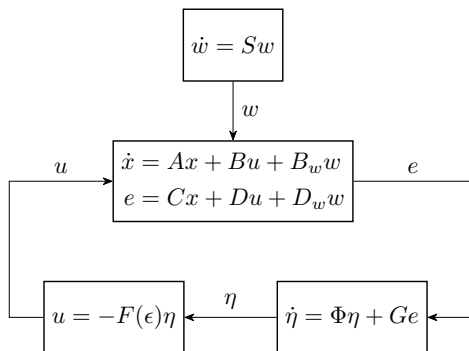 ẇ = Sw
w
u
ẋ = Ax + Bu + B_w w
e = Cx + Du + D_w w
e
u = −F(ϵ)η
η
η̇ = Φη + Ge